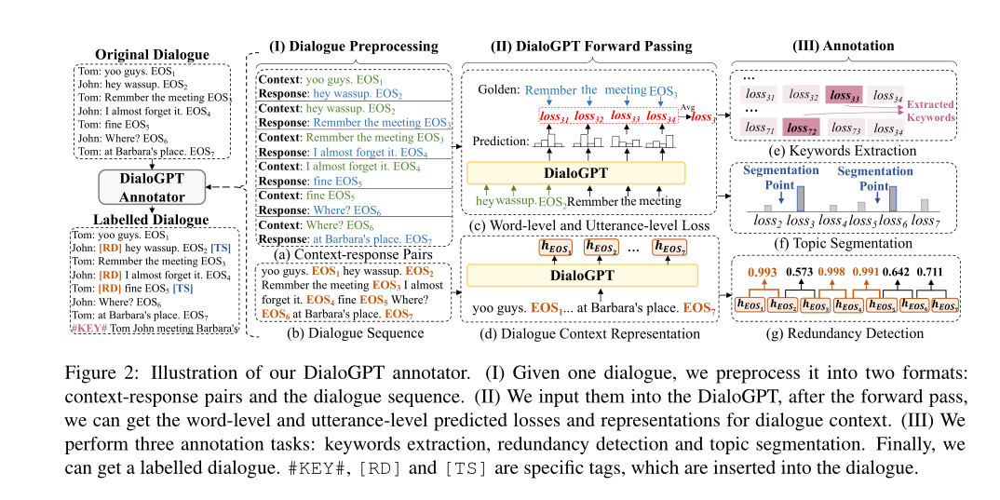 (I) Dialogue Preprocessing
(II) DialoGPT Forward Passing
(III) Annotation
Original Dialogue
Tom: yoo guys. EOS1
John: hey wassup. EOS2
Tom: Remmber the meeting EOS
John: I almost forget it. EOS4
Tom: fine EOS5
John: Where? EOS6
Tom: at Barbara's place. EOS7
DialoGPT
Annotator
Labelled Dialogue
Tom: yoo guys. EOS1
John: [RD] hey wassup. EOS2 [TS]
Tom: Remmber the meeting EOS3
John: [RD] I almost forget it. EOS4
Tom: [RD] fine EOS5 [TS]
John: Where? EOS6
Tom: at Barbara's place. EOS7
#KEY# Tom John meeting Barbara's
Context: yoo guys. EOS1
Response: hey wassup. EOS2
Context: hey wassup. EOS2
Response: Remmber the meeting EOS3
Context: Remmber the meeting EOS3
Response: I almost forget it. EOS4
Context: I almost forget it. EOS4
Response: fine EOS5
Context: fine EOS5
Response: Where? EOS6
Context: Where? EOS6
Response: at Barbara's place. EOS7
(a) Context-response Pairs
yoo guys. EOS1 hey wassup. EOS2
Remmber the meeting EOS3 I almost
forget it. EOS4 fine EOS5 Where?
EOS6 at Barbara's place. EOS7
(b) Dialogue Sequence
Golden: Remmber the meeting EOS3
loss31 loss32 loss33 loss34 Avg loss3
Prediction:
DialoGPT
hey wassup. EOS2 Remmber the meeting
(c) Word-level and Utterance-level Loss
hEOS1 hEOS2 ... hEOS7
DialoGPT
yoo guys. EOS1... at Barbara's place. EOS7
(d) Dialogue Context Representation
...
loss31 loss32 loss33 loss34
...
loss71 loss72 loss73 loss34
Extracted
Keywords
(e) Keywords Extraction
Segmentation
Point
Segmentation
Point
loss2 loss3 loss4 loss5 loss6 loss7
(f) Topic Segmentation
0.993 0.573 0.998 0.991 0.642 0.711
hEOS1 hEOS2 hEOS3 hEOS4 hEOS5 hEOS6 hEOS7
(g) Redundancy Detection
Figure 2: Illustration of our DialoGPT annotator. (I) Given one dialogue, we preprocess it into two formats:
context-response pairs and the dialogue sequence. (II) We input them into the DialoGPT, after the forward pass,
we can get the word-level and utterance-level predicted losses and representations for dialogue context. (III) We
perform three annotation tasks: keywords extraction, redundancy detection and topic segmentation. Finally, we
can get a labelled dialogue. #KEY#, [RD] and [TS] are specific tags, which are inserted into the dialogue.